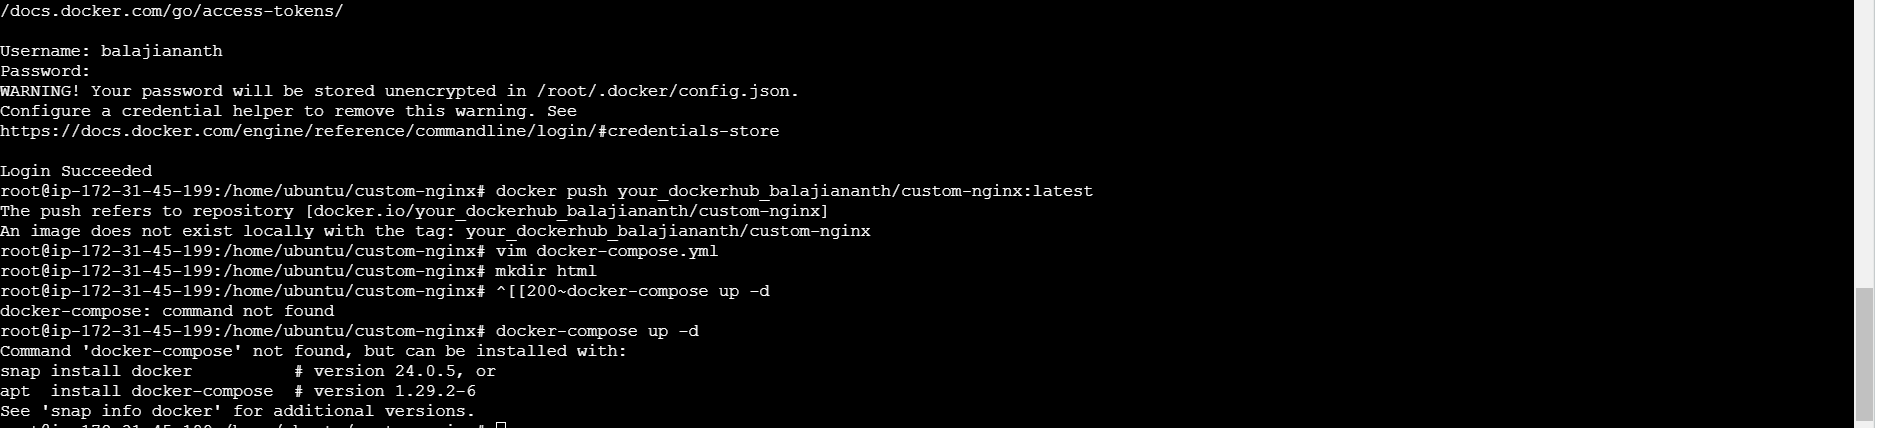 /docs.docker.com/go/access-tokens/
Username: balajiananth
Password:
WARNING! Your password will be stored unencrypted in /root/.docker/config.json.
Configure a credential helper to remove this warning. See
https://docs.docker.com/engine/reference/commandline/login/#credentials-store
Login Succeeded
root@ip-172-31-45-199:/home/ubuntu/custom-nginx# docker push your_dockerhub_balajiananth/custom-nginx:latest
The push refers to repository [docker.io/your_dockerhub_balajiananth/custom-nginx]
An image does not exist locally with the tag: your_dockerhub_balajiananth/custom-nginx
root@ip-172-31-45-199:/home/ubuntu/custom-nginx# vim docker-compose.yml
root@ip-172-31-45-199:/home/ubuntu/custom-nginx# mkdir html
root@ip-172-31-45-199:/home/ubuntu/custom-nginx# ^[[200~docker-compose up -d
docker-compose: command not found
root@ip-172-31-45-199:/home/ubuntu/custom-nginx# docker-compose up -d
Command 'docker-compose' not found, but can be installed with:
snap install docker          # version 24.0.5, or
apt  install docker-compose  # version 1.29.2-6
See 'snap info docker' for additional versions.